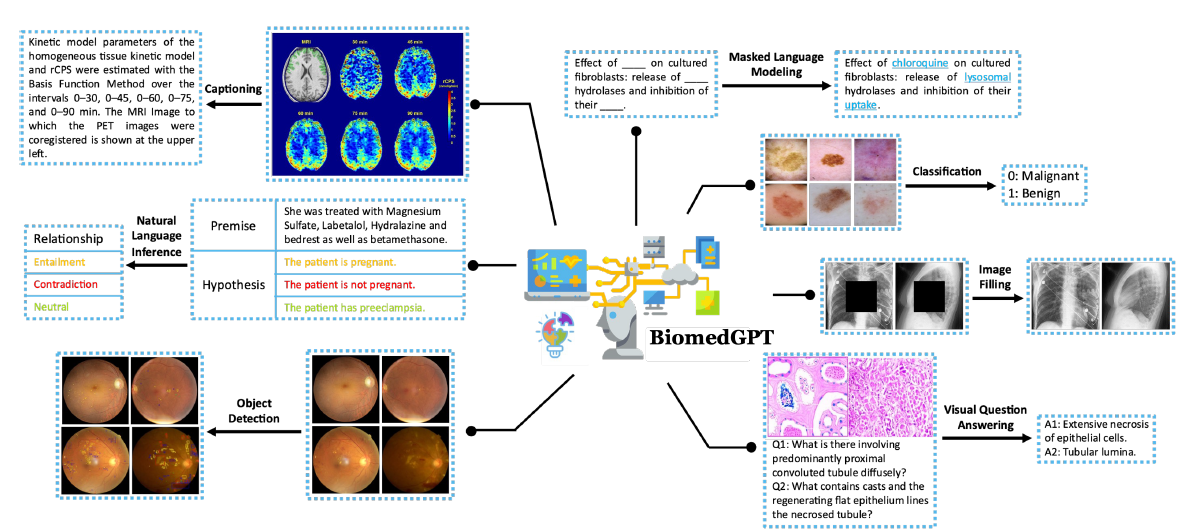 Kinetic model parameters of the
homogeneous tissue kinetic model
and rCPS were estimated with the
Basis Function Method over the
intervals 0–30, 0–45, 0–60, 0–75,
and 0–90 min. The MRI Image to
which the PET images were
coregistered is shown at the upper
left.
Captioning
MRI
30 min
45 min
rCPS
60 min
75 min
90 min
Effect of ____ on cultured
fibroblasts: release of ____
hydrolases and inhibition of
their ____.
Masked Language
Modeling
Effect of chloroquine on cultured
fibroblasts: release of lysosomal
hydrolases and inhibition of their
uptake.
Classification
0: Malignant
1: Benign
Relationship
Entailment
Contradiction
Neutral
Natural
Language
Inference
Premise
She was treated with Magnesium
Sulfate, Labetalol, Hydralazine and
bedrest as well as betamethasone.
Hypothesis
The patient is pregnant.
The patient is not pregnant.
The patient has preeclampsia.
BiomedGPT
Image
Filling
Object
Detection
Q1: What is there involving
predominantly proximal
convoluted tubule diffusely?
Q2: What contains casts and the
regenerating flat epithelium lines
the necrosed tubule?
Visual Question
Answering
A1: Extensive necrosis
of epithelial cells.
A2: Tubular lumina.